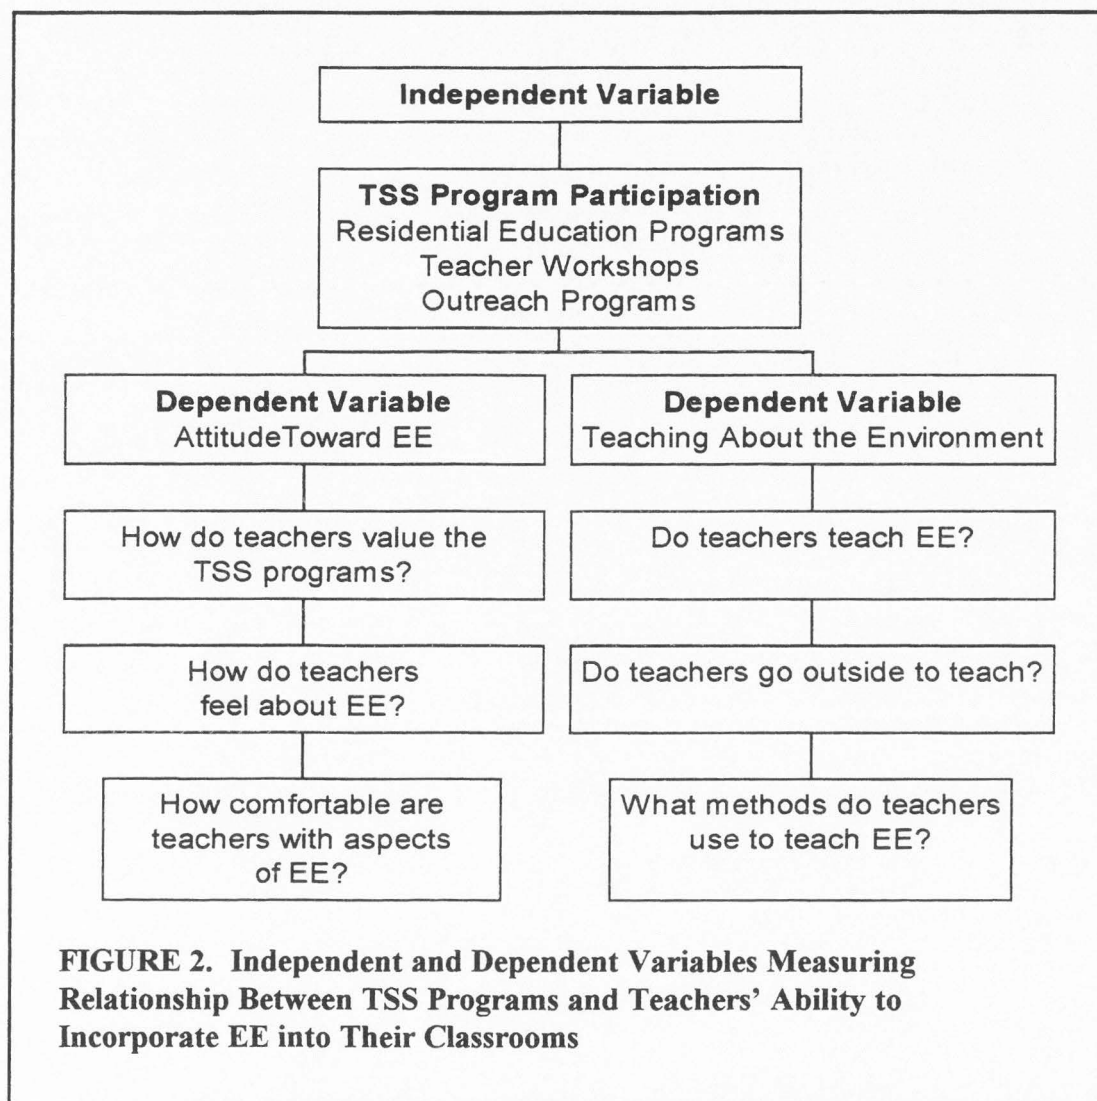 Independent Variable
TSS Program Participation
Residential Education Programs
Teacher Workshops
Outreach Programs
Dependent Variable
AttitudeToward EE
How do teachers value the
TSS programs?
How do teachers
feel about EE?
How comfortable are
teachers with aspects
of EE?
Dependent Variable
Teaching About the Environment
Do teachers teach EE?
Do teachers go outside to teach?
What methods do teachers
use to teach EE?
FIGURE 2. Independent and Dependent Variables Measuring
Relationship Between TSS Programs and Teachers’ Ability to
Incorporate EE into Their Classrooms